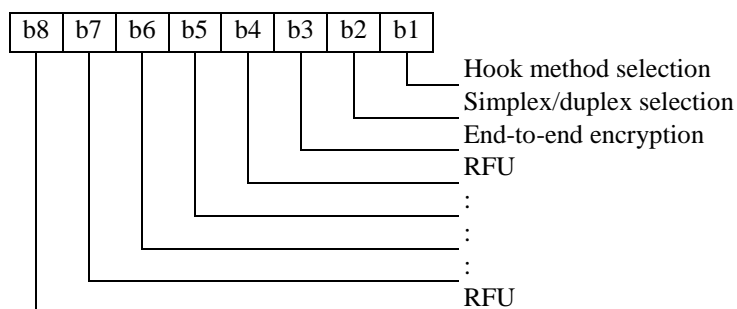 b8 b7 b6 b5 b4 b3 b2 b1
Hook method selection
Simplex/duplex selection
End-to-end encryption
RFU
:
:
:
RFU